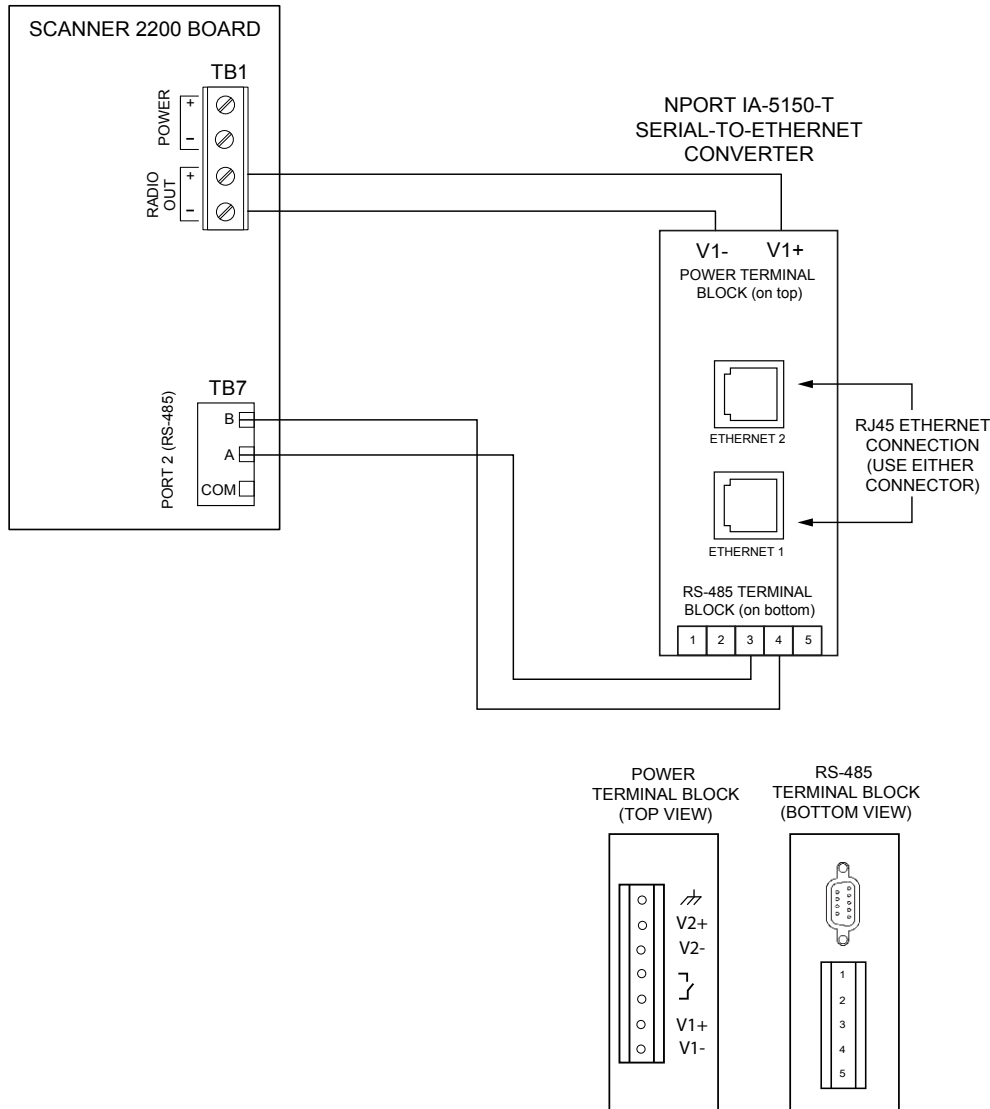 SCANNER 2200 BOARD
TB1
POWER
+
-
RADIO
OUT
+
-
NPORT IA-5150-T
SERIAL-TO-ETHERNET
CONVERTER
V1- V1+
POWER TERMINAL
BLOCK (on top)
ETHERNET 2
RJ45 ETHERNET
CONNECTION
(USE EITHER
CONNECTOR)
ETHERNET 1
TB7
PORT 2 (RS-485)
B
A
COM
RS-485 TERMINAL
BLOCK (on bottom)
1 2 3 4 5
POWER
TERMINAL BLOCK
(TOP VIEW)
V2+
V2-
V1+
V1-
RS-485
TERMINAL BLOCK
(BOTTOM VIEW)
1
2
3
4
5